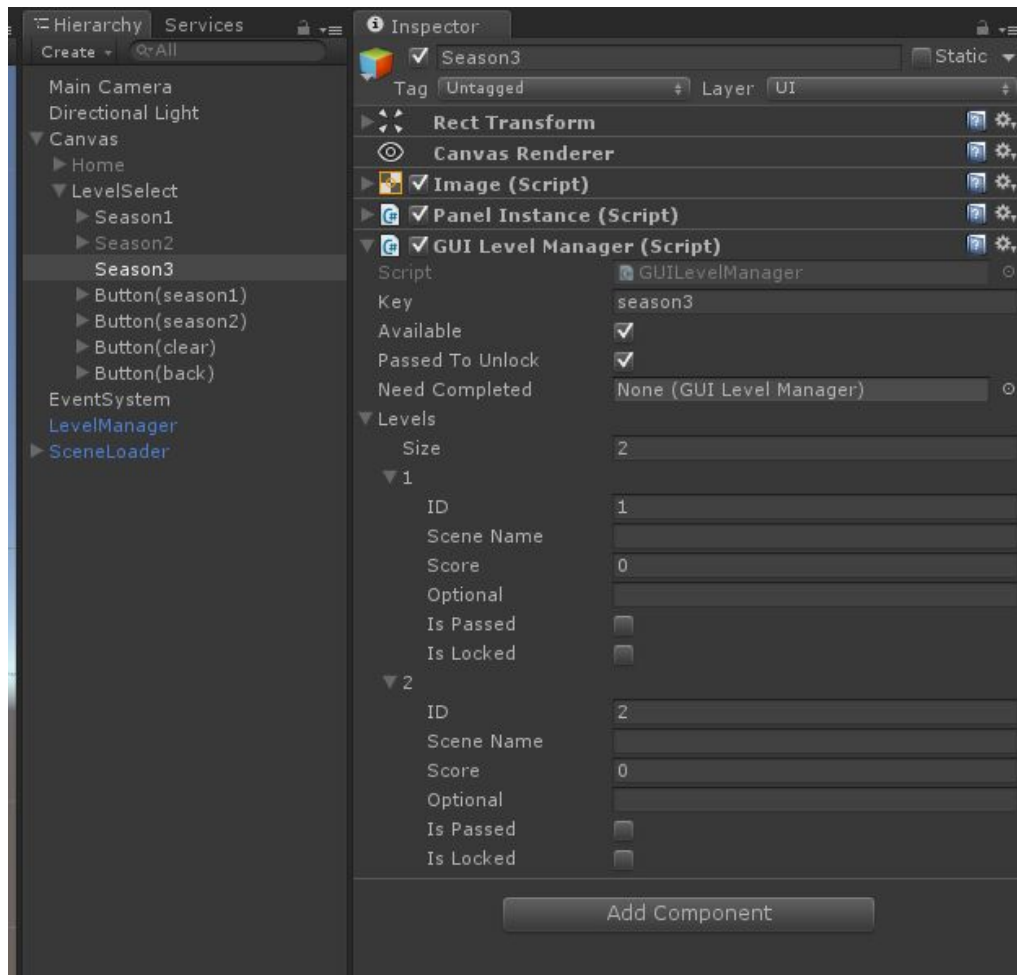 Hierarchy Services
Create All
Main Camera
Directional Light
Canvas
Home
LevelSelect
Season1
Season2
Season3
Button(season1)
Button(season2)
Button(clear)
Button(back)
EventSystem
LevelManager
SceneLoader
Inspector
Season3 Static
Tag Untagged Layer UI
Rect Transform
Canvas Renderer
Image (Script)
Panel Instance (Script)
GUI Level Manager (Script)
Script GUILevelManager
Key season3
Available
Passed To Unlock
Need Completed None (GUI Level Manager)
Levels
Size 2
1
ID 1
Scene Name
Score 0
Optional
Is Passed
Is Locked
2
ID 2
Scene Name
Score 0
Optional
Is Passed
Is Locked
Add Component